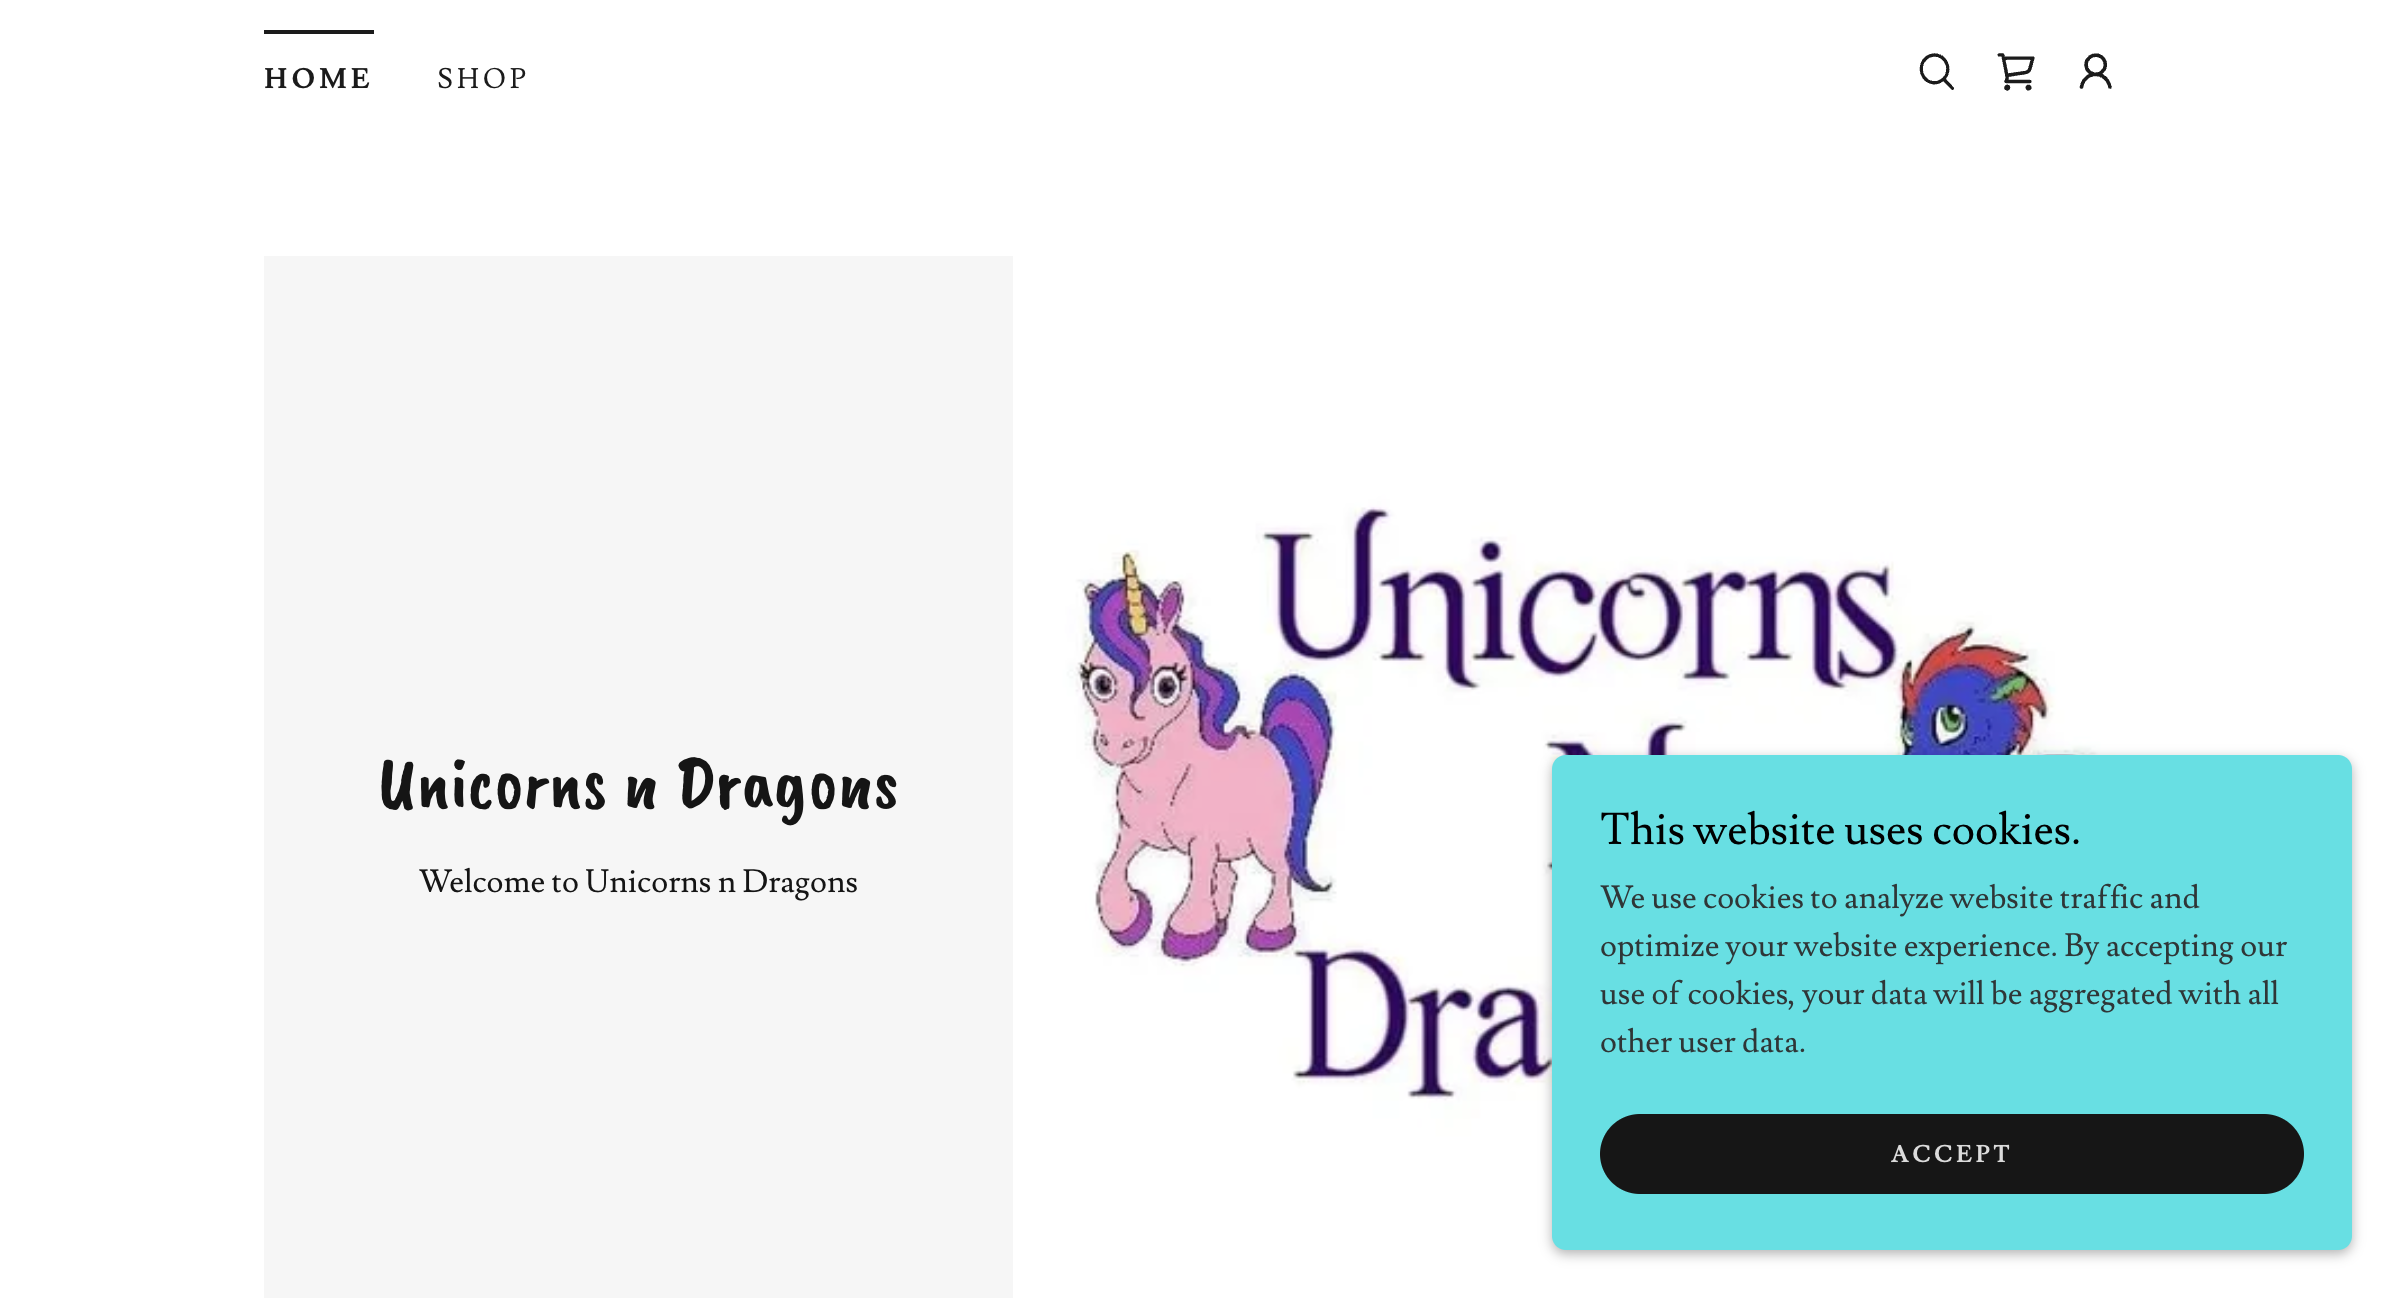 HOME SHOP
Unicorns n Dragons
Welcome to Unicorns n Dragons
Unicorns
Dra
This website uses cookies.
We use cookies to analyze website traffic and
optimize your website experience. By accepting our
use of cookies, your data will be aggregated with all
other user data.
ACCEPT